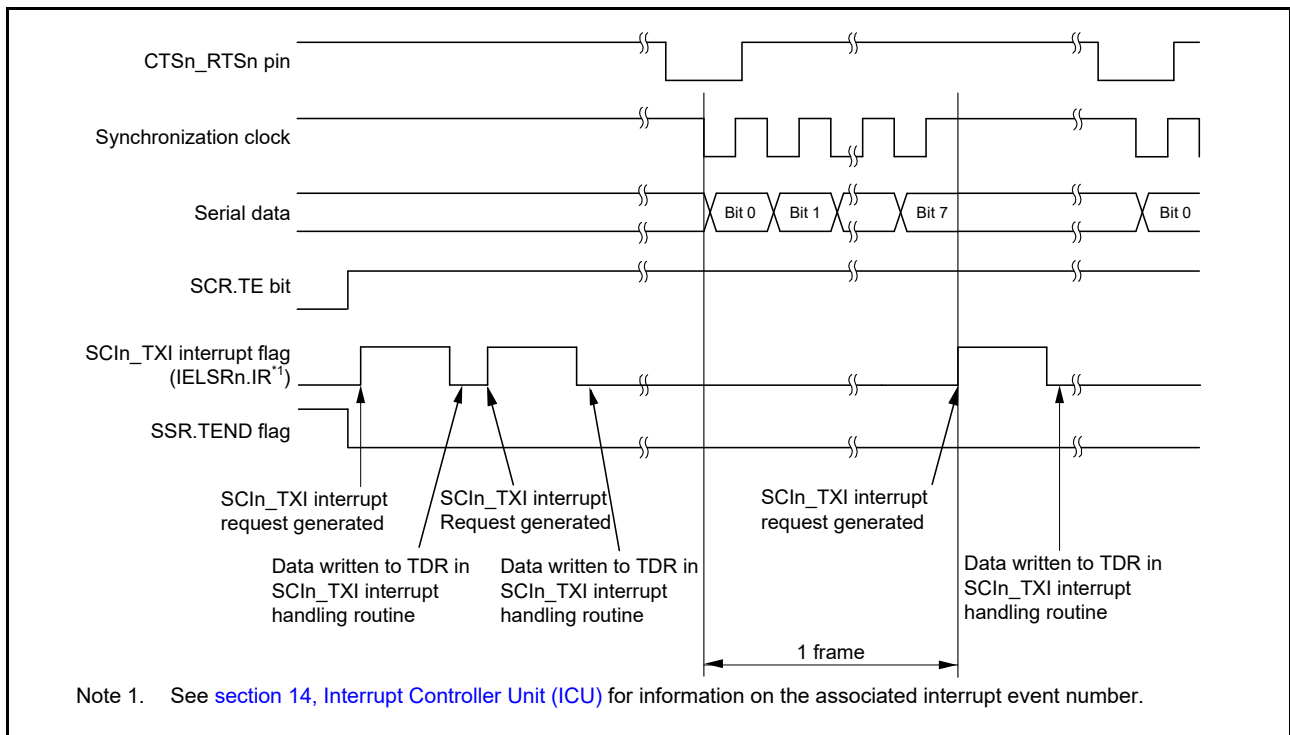 CTSn_RTSn pin
Synchronization clock
Serial data
Bit 0
Bit 1
Bit 7
Bit 0
SCR.TE bit
SCIn_TXI interrupt flag
(IELSRn.IR*1)
SSR.TEND flag
SCIn_TXI interrupt
request generated
SCIn_TXI interrupt
Request generated
SCIn_TXI interrupt
request generated
Data written to TDR in
SCIn_TXI interrupt
handling routine
Data written to TDR in
SCIn_TXI interrupt
handling routine
Data written to TDR in
SCIn_TXI interrupt
handling routine
1 frame
Note 1. See section 14, Interrupt Controller Unit (ICU) for information on the associated interrupt event number.